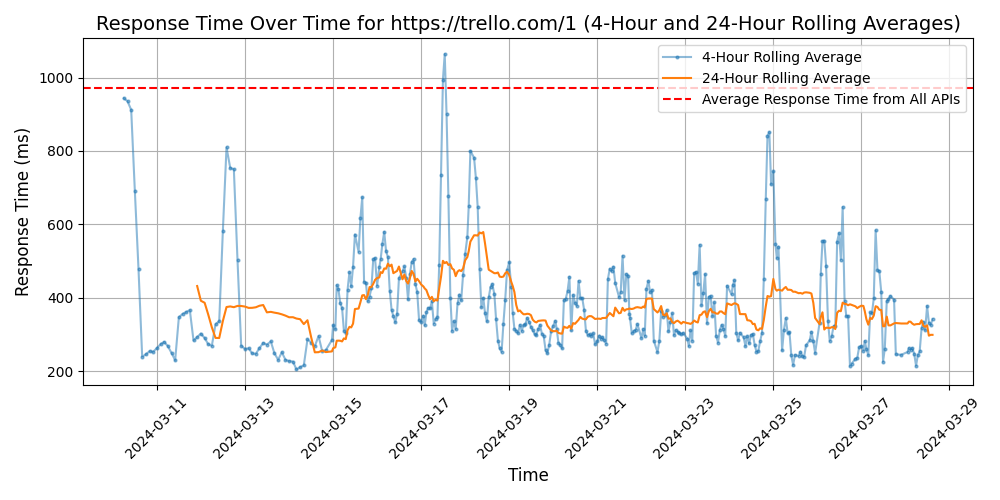 Response Time Over Time for https://trello.com/1 (4-Hour and 24-Hour Rolling Averages)
4-Hour Rolling Average
24-Hour Rolling Average
Average Response Time from All APIs
Response Time (ms)
1000
800
600
400
200
2024-03-11
2024-03-13
2024-03-15
2024-03-17
2024-03-19
2024-03-21
2024-03-23
2024-03-25
2024-03-27
2024-03-29
Time